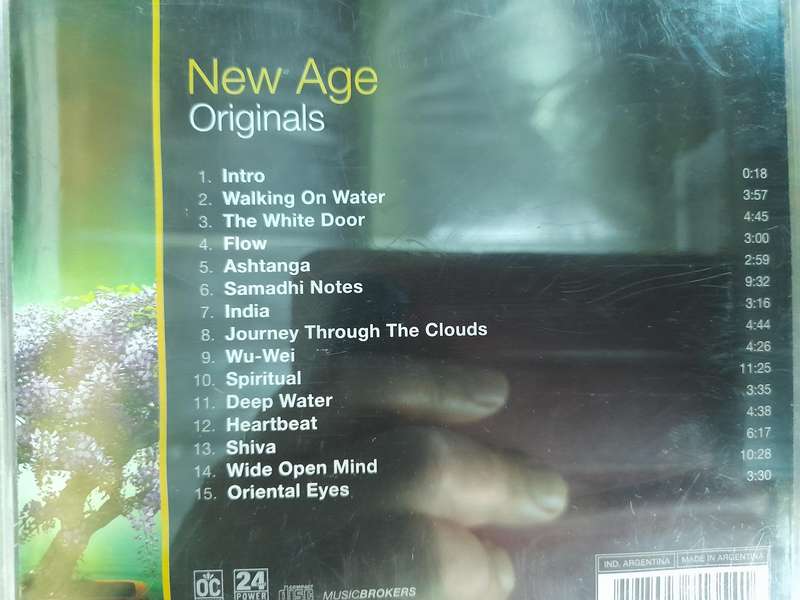 New Age
Originals
1. Intro 0:18
2. Walking On Water 3:57
3. The White Door 4:45
4. Flow 3:00
5. Ashtanga 2:59
6. Samadhi Notes 9:32
7. India 3:16
8. Journey Through The Clouds 4:44
9. Wu-Wei 4:26
10. Spiritual 11:25
11. Deep Water 3:35
12. Heartbeat 4:38
13. Shiva 6:17
14. Wide Open Mind 10:28
15. Oriental Eyes 3:30
IND. ARGENTINA MADE IN ARGENTINA
OC 24 POWER COMPACT disc MUSICBROKERS